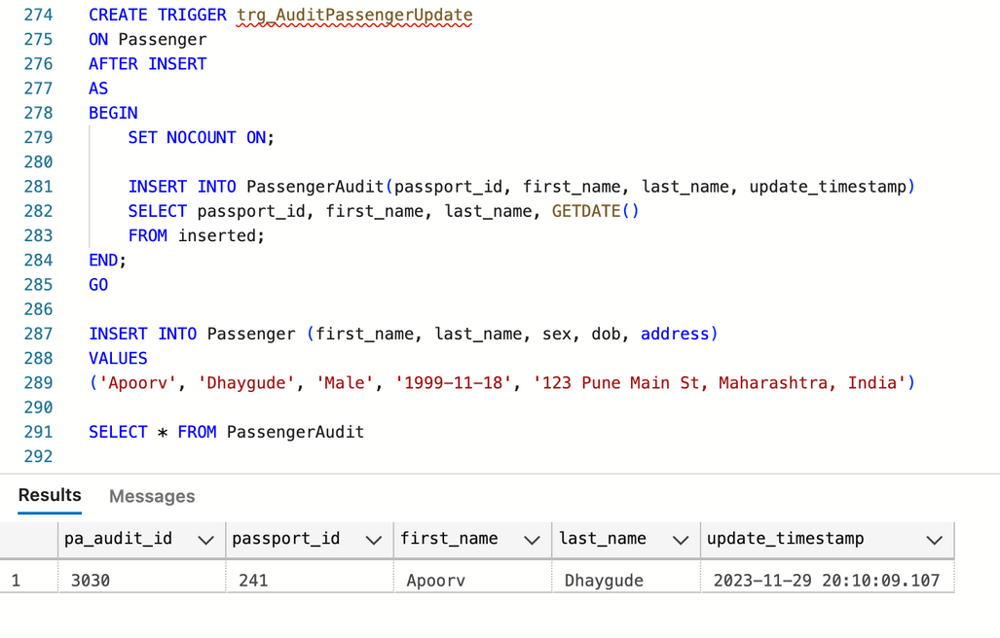 274 CREATE TRIGGER trg_AuditPassengerUpdate
275 ON Passenger
276 AFTER INSERT
277 AS
278 BEGIN
279 SET NOCOUNT ON;
280
281 INSERT INTO PassengerAudit(passport_id, first_name, last_name, update_timestamp)
282 SELECT passport_id, first_name, last_name, GETDATE()
283 FROM inserted;
284 END;
285 GO
286
287 INSERT INTO Passenger (first_name, last_name, sex, dob, address)
288 VALUES
289 ('Apoorv', 'Dhaygude', 'Male', '1999-11-18', '123 Pune Main St, Maharashtra, India')
290
291 SELECT * FROM PassengerAudit
292
Results Messages
pa_audit_id passport_id first_name last_name update_timestamp
1 3030 241 Apoorv Dhaygude 2023-11-29 20:10:09.107